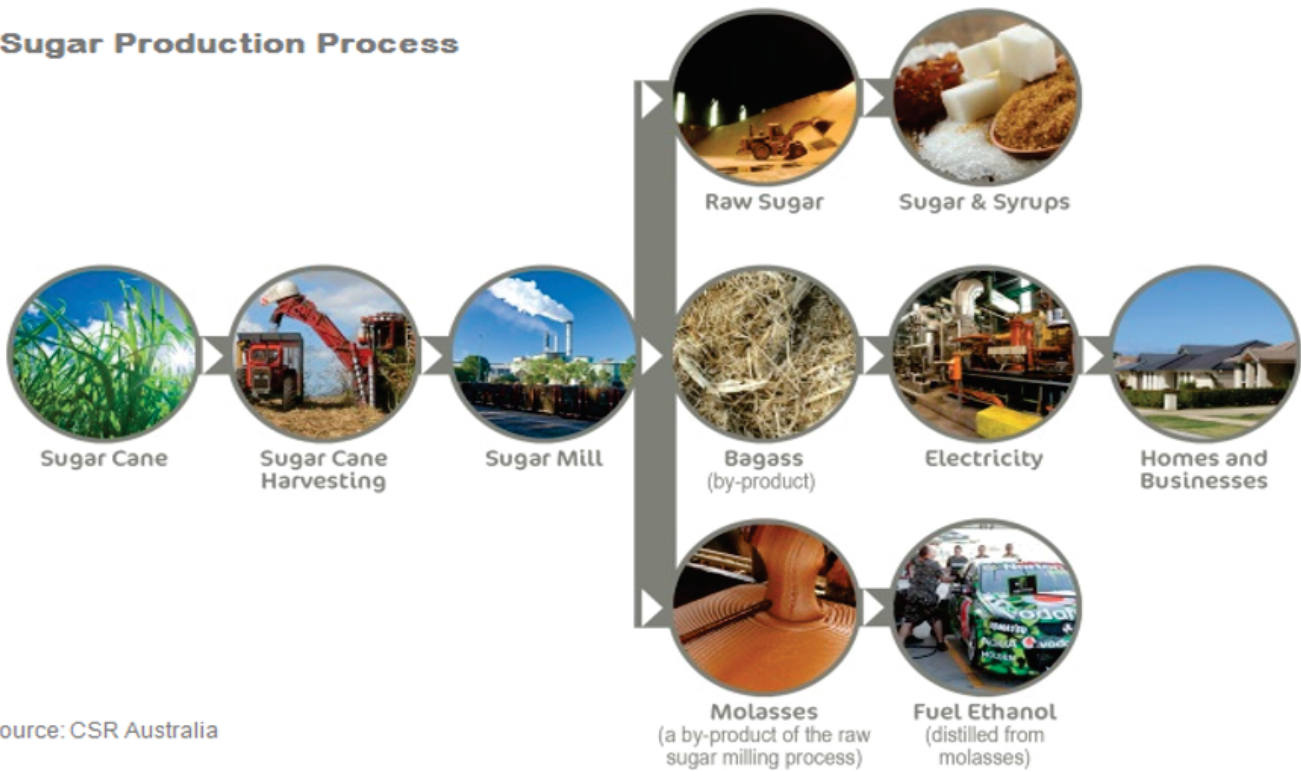 Sugar Production Process
Raw Sugar
Sugar & Syrups
Sugar Cane
Sugar Cane
Harvesting
Sugar Mill
Bagass
(by-product)
Electricity
Homes and
Businesses
Molasses
(a by-product of the raw
sugar milling process)
Fuel Ethanol
(distilled from
molasses)
KOMATSU
HOLDEN
ource: CSR Australia